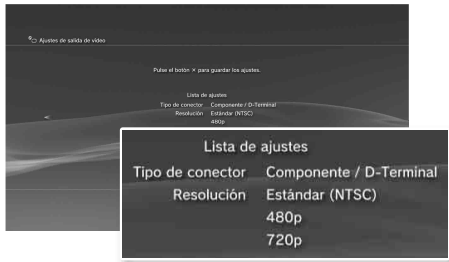 Ajustes de salida de vídeo
Pulse el botón × para guardar los ajustes.
Lista de ajustes
Tipo de conector Componente / D-Terminal
Resolución Estándar (NTSC)
480p
Lista de ajustes
Tipo de conector Componente / D-Terminal
Resolución Estándar (NTSC)
480p
720p